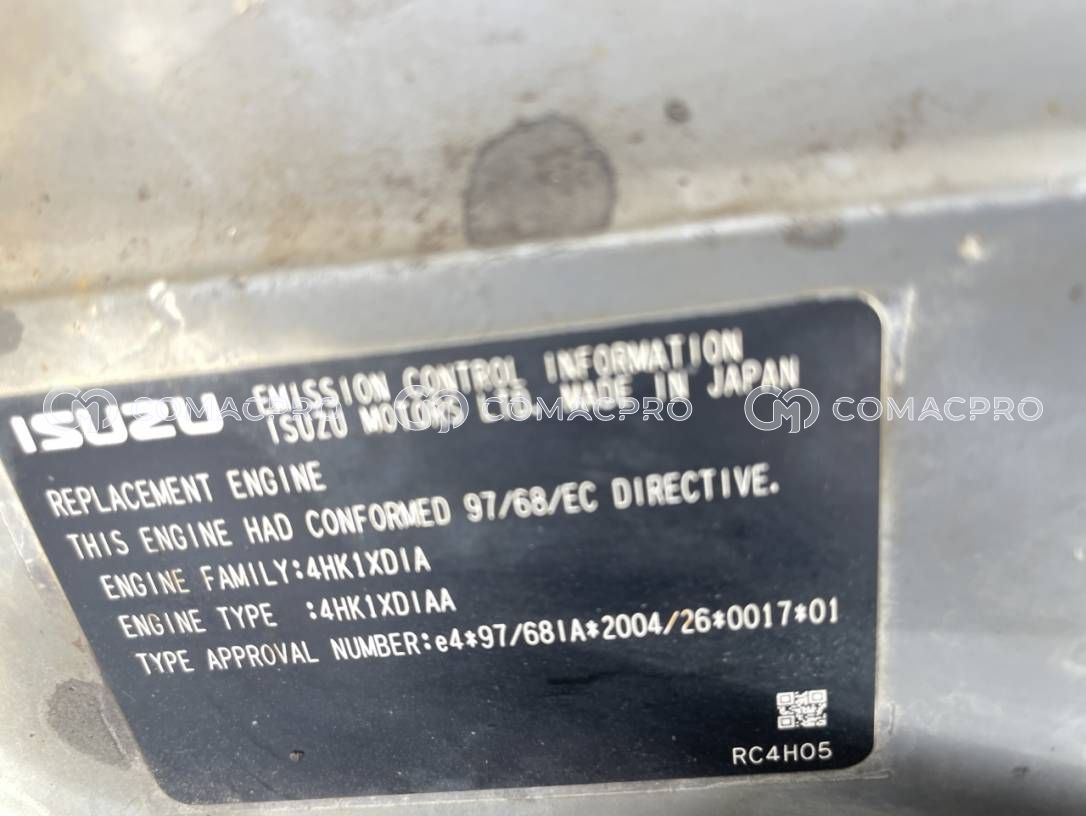 EMISSION CONTROL INFORMATION
ISUZU ISUZU MOTORS LTD. MADE IN JAPAN
COMACPRO COMACPRO COMACPRO COMACPRO
REPLACEMENT ENGINE
THIS ENGINE HAD CONFORMED 97/68/EC DIRECTIVE.
ENGINE FAMILY:4HK1XDIA
ENGINE TYPE :4HK1XDIAA
TYPE APPROVAL NUMBER:e4*97/68IA*2004/26*0017*01
RC4H05